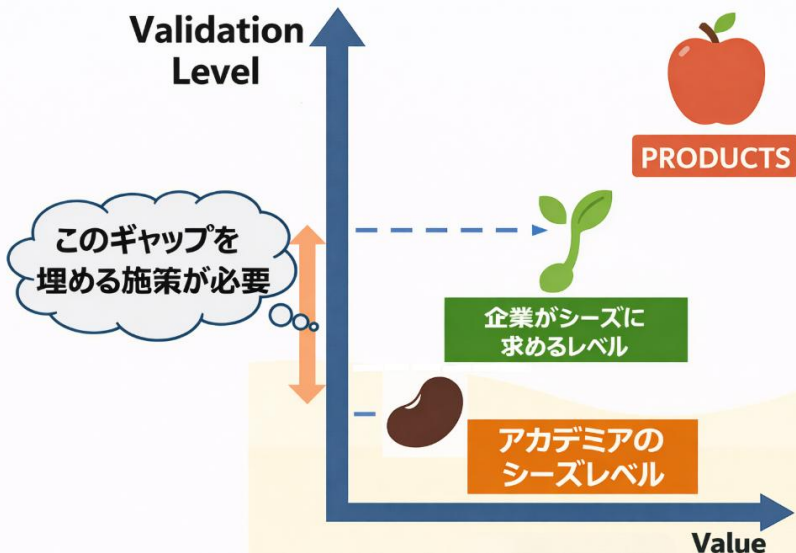 Validation
Level
PRODUCTS
このギャップを
埋める施策が必要
企業がシーズに
求めるレベル
アカデミアの
シーズレベル
Value